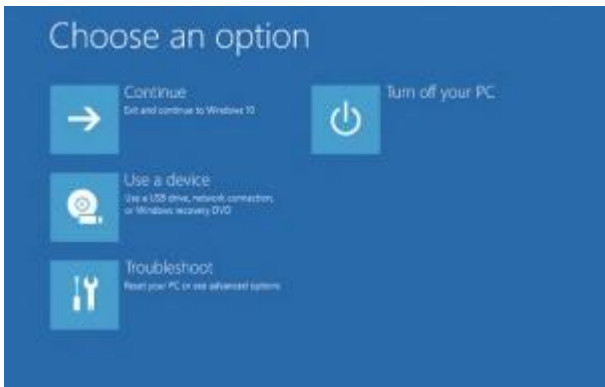 Choose an option
Continue
Exit and continue to Windows 10
Turn off your PC
Use a device
Use a USB drive, network connection,
or Windows recovery DVD
Troubleshoot
Reset your PC or see advanced options